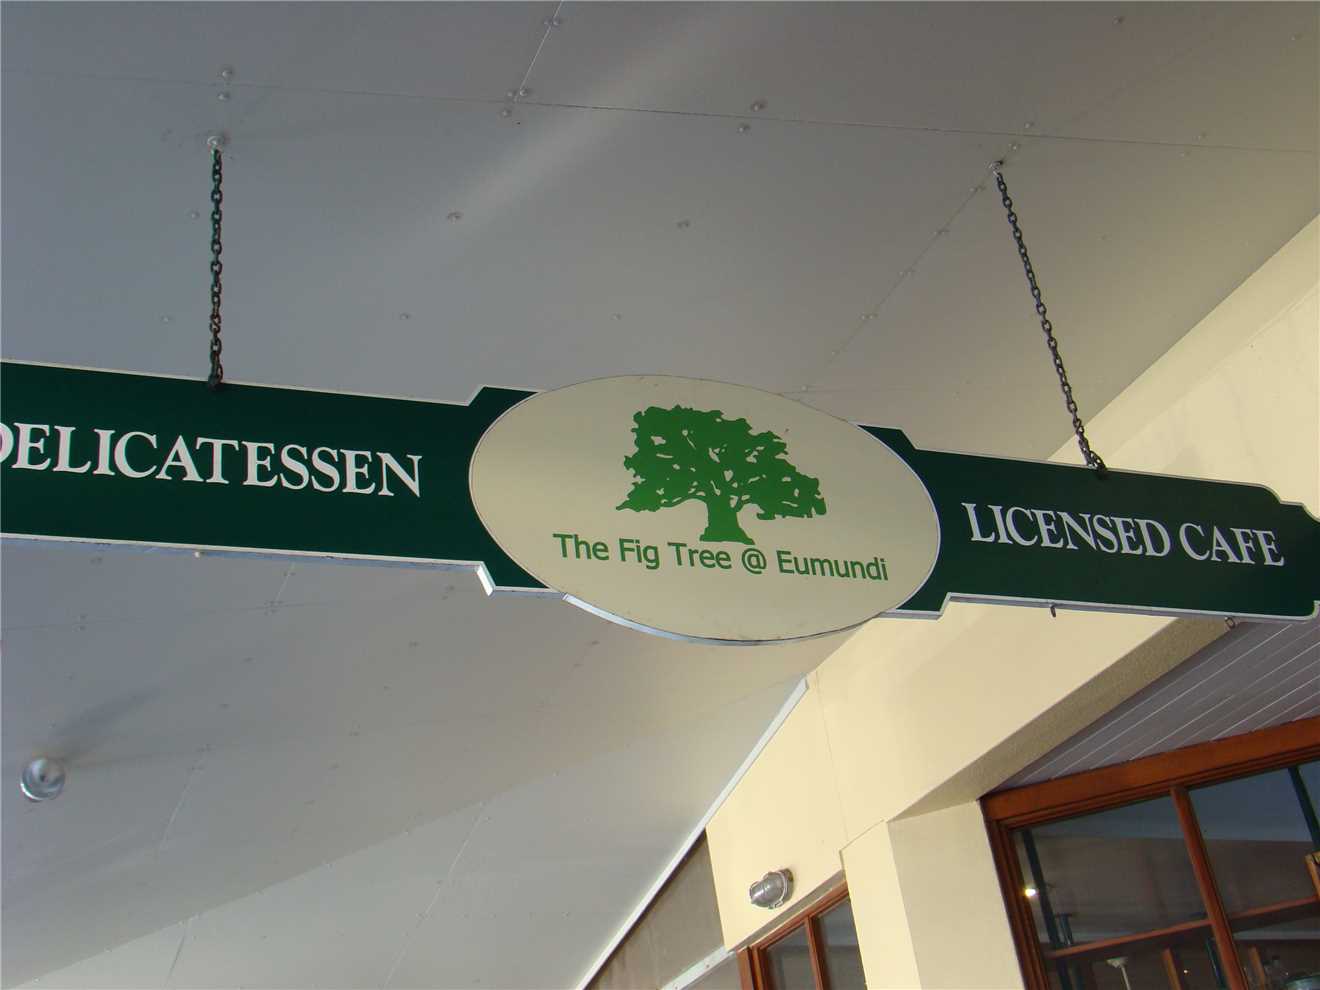 DELICATESSEN
The Fig Tree @ Eumundi
LICENSED CAFE